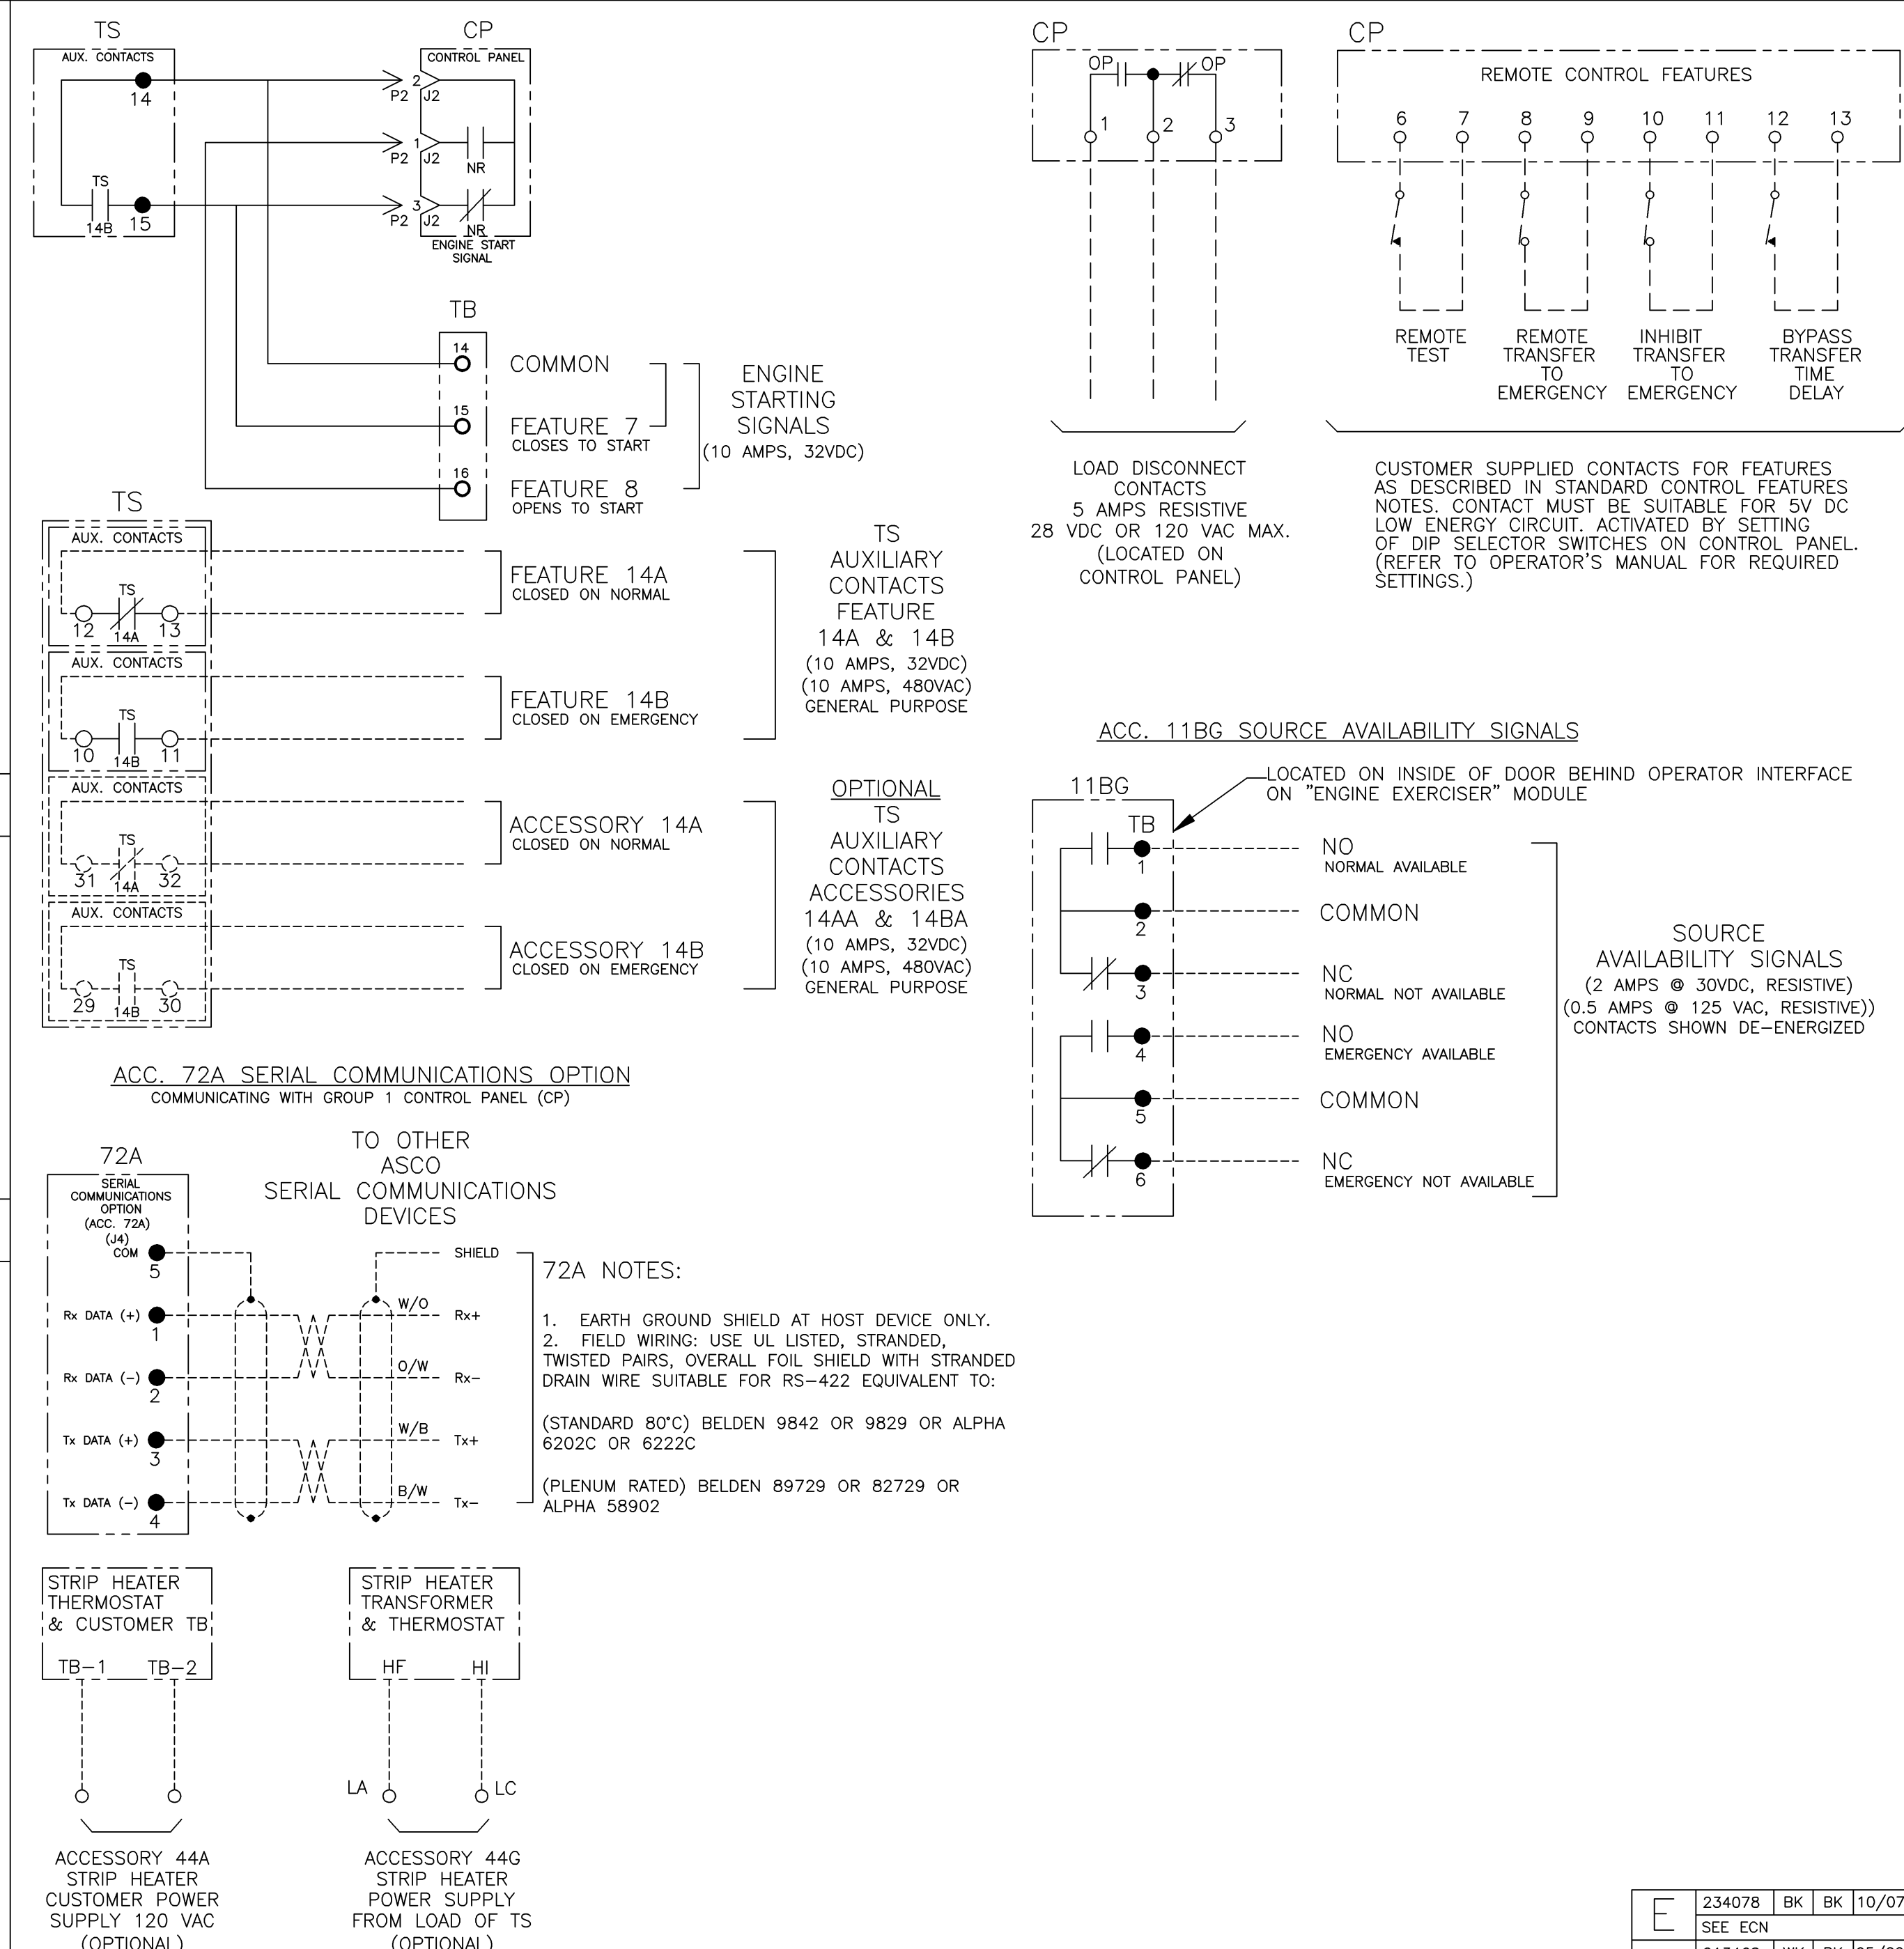 TS
AUX. CONTACTS
14
TS
14B
15
CP
CONTROL PANEL
P2 2 J2
P2 1 J2
NR
P2 3 J2
NR
ENGINE START
SIGNAL
TB
14
COMMON
15
FEATURE 7
CLOSES TO START
16
FEATURE 8
OPENS TO START
ENGINE
STARTING
SIGNALS
(10 AMPS, 32VDC)
TS
AUX. CONTACTS
TS
12 14A 13
FEATURE 14A
CLOSED ON NORMAL
AUX. CONTACTS
TS
10 14B 11
FEATURE 14B
CLOSED ON EMERGENCY
TS
AUXILIARY
CONTACTS
FEATURE
14A & 14B
(10 AMPS, 32VDC)
(10 AMPS, 480VAC)
GENERAL PURPOSE
AUX. CONTACTS
TS
31 14A 32
ACCESSORY 14A
CLOSED ON NORMAL
AUX. CONTACTS
TS
29 14B 30
ACCESSORY 14B
CLOSED ON EMERGENCY
OPTIONAL
TS
AUXILIARY
CONTACTS
ACCESSORIES
14AA & 14BA
(10 AMPS, 32VDC)
(10 AMPS, 480VAC)
GENERAL PURPOSE
ACC. 72A SERIAL COMMUNICATIONS OPTION
COMMUNICATING WITH GROUP 1 CONTROL PANEL (CP)
72A
SERIAL
COMMUNICATIONS
OPTION
(ACC. 72A)
(J4)
COM
5
Rx DATA (+)
1
Rx DATA (-)
2
Tx DATA (+)
3
Tx DATA (-)
4
TO OTHER
ASCO
SERIAL COMMUNICATIONS
DEVICES
SHIELD
W/O Rx+
O/W Rx-
W/B Tx+
B/W Tx-
72A NOTES:
1. EARTH GROUND SHIELD AT HOST DEVICE ONLY.
2. FIELD WIRING: USE UL LISTED, STRANDED,
TWISTED PAIRS, OVERALL FOIL SHIELD WITH STRANDED
DRAIN WIRE SUITABLE FOR RS-422 EQUIVALENT TO:
(STANDARD 80°C) BELDEN 9842 OR 9829 OR ALPHA
6202C OR 6222C
(PLENUM RATED) BELDEN 89729 OR 82729 OR
ALPHA 58902
STRIP HEATER
THERMOSTAT
& CUSTOMER TB
TB-1 TB-2
ACCESSORY 44A
STRIP HEATER
CUSTOMER POWER
SUPPLY 120 VAC
(OPTIONAL)
STRIP HEATER
TRANSFORMER
& THERMOSTAT
HF HI
LA LC
ACCESSORY 44G
STRIP HEATER
POWER SUPPLY
FROM LOAD OF TS
(OPTIONAL)
CP
OP OP
1 2 3
LOAD DISCONNECT
CONTACTS
5 AMPS RESISTIVE
28 VDC OR 120 VAC MAX.
(LOCATED ON
CONTROL PANEL)
CP
REMOTE CONTROL FEATURES
6 7 8 9 10 11 12 13
REMOTE
TEST
REMOTE
TRANSFER
TO
EMERGENCY
INHIBIT
TRANSFER
TO
EMERGENCY
BYPASS
TRANSFER
TIME
DELAY
CUSTOMER SUPPLIED CONTACTS FOR FEATURES
AS DESCRIBED IN STANDARD CONTROL FEATURES
NOTES. CONTACT MUST BE SUITABLE FOR 5V DC
LOW ENERGY CIRCUIT. ACTIVATED BY SETTING
OF DIP SELECTOR SWITCHES ON CONTROL PANEL.
(REFER TO OPERATOR'S MANUAL FOR REQUIRED
SETTINGS.)
ACC. 11BG SOURCE AVAILABILITY SIGNALS
LOCATED ON INSIDE OF DOOR BEHIND OPERATOR INTERFACE
ON "ENGINE EXERCISER" MODULE
11BG
TB
1
NO
NORMAL AVAILABLE
2
COMMON
3
NC
NORMAL NOT AVAILABLE
4
NO
EMERGENCY AVAILABLE
5
COMMON
6
NC
EMERGENCY NOT AVAILABLE
SOURCE
AVAILABILITY SIGNALS
(2 AMPS @ 30VDC, RESISTIVE)
(0.5 AMPS @ 125 VAC, RESISTIVE))
CONTACTS SHOWN DE-ENERGIZED
E 234078 BK BK 10/07
SEE ECN